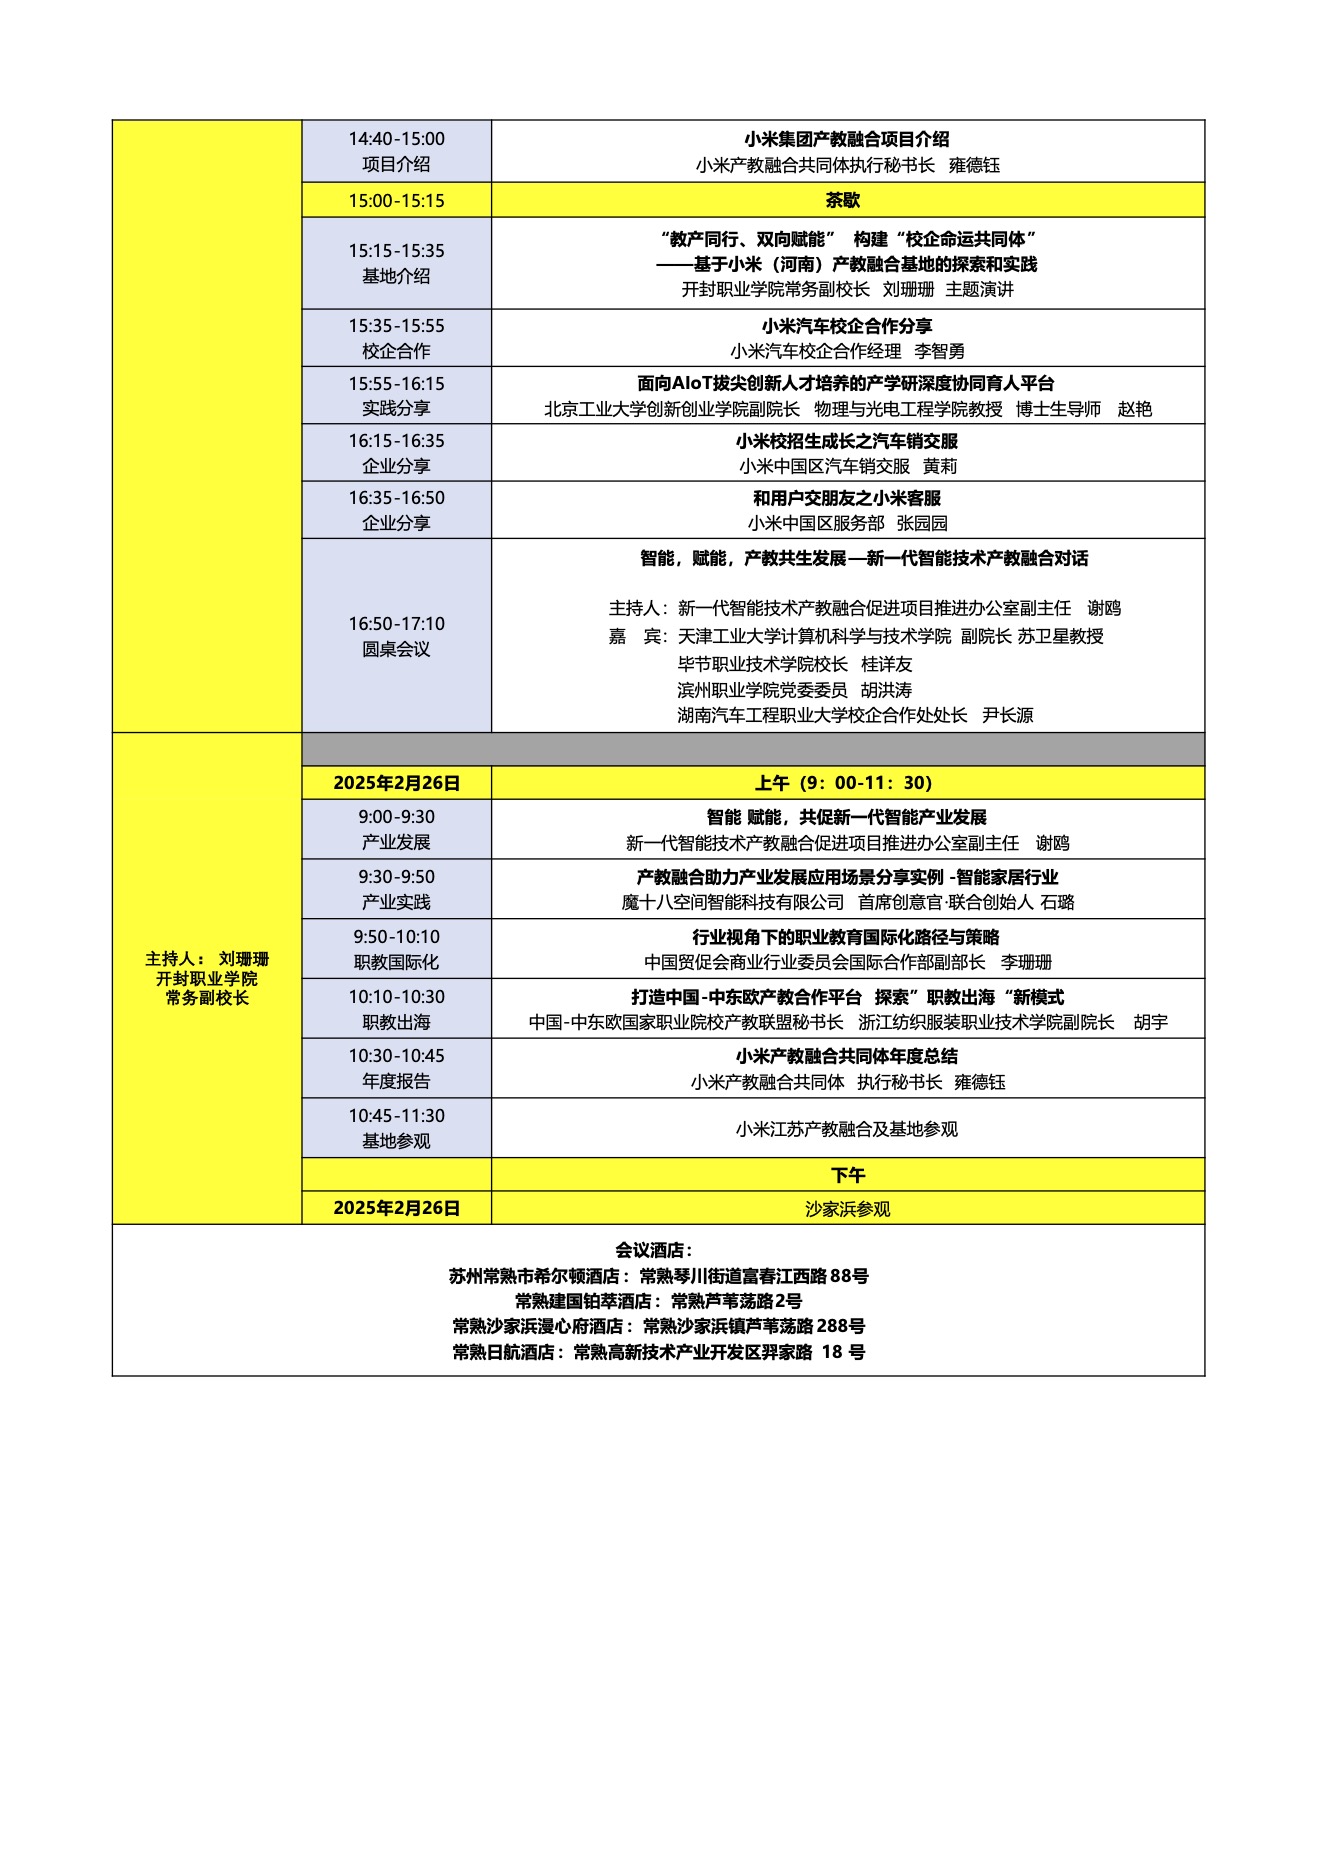 14:40-15:00
项目介绍
小米集团产教融合项目介绍
小米产教融合共同体执行秘书长 雍德钰
15:00-15:15
茶歇
15:15-15:35
基地介绍
“教产同行、双向赋能” 构建“校企命运共同体”
——基于小米（河南）产教融合基地的探索和实践
开封职业学院常务副校长 刘珊珊 主题演讲
15:35-15:55
校企合作
小米汽车校企合作分享
小米汽车校企合作经理 李智勇
15:55-16:15
实践分享
面向AIoT拔尖创新人才培养的产学研深度协同育人平台
北京工业大学创新创业学院副院长 物理与光电工程学院教授 博士生导师 赵艳
16:15-16:35
企业分享
小米校招生成长之汽车销交服
小米中国区汽车销交服 黄莉
16:35-16:50
企业分享
和用户交朋友之小米客服
小米中国区服务部 张园园
16:50-17:10
圆桌会议
智能，赋能，产教共生发展—新一代智能技术产教融合对话
主持人：新一代智能技术产教融合促进项目推进办公室副主任 谢鸥
嘉 宾：天津工业大学计算机科学与技术学院 副院长 苏卫星教授
毕节职业技术学院校长 桂详友
滨州职业学院党委委员 胡洪涛
湖南汽车工程职业大学校企合作处处长 尹长源
主持人： 刘珊珊
开封职业学院
常务副校长
2025年2月26日
上午（9：00-11：30）
9:00-9:30
产业发展
智能 赋能，共促新一代智能产业发展
新一代智能技术产教融合促进项目推进办公室副主任 谢鸥
9:30-9:50
产业实践
产教融合助力产业发展应用场景分享实例 -智能家居行业
魔十八空间智能科技有限公司 首席创意官·联合创始人 石璐
9:50-10:10
职教国际化
行业视角下的职业教育国际化路径与策略
中国贸促会商业行业委员会国际合作部副部长 李珊珊
10:10-10:30
职教出海
打造中国-中东欧产教合作平台 探索”职教出海“新模式
中国-中东欧国家职业院校产教联盟秘书长 浙江纺织服装职业技术学院副院长 胡宇
10:30-10:45
年度报告
小米产教融合共同体年度总结
小米产教融合共同体 执行秘书长 雍德钰
10:45-11:30
基地参观
小米江苏产教融合及基地参观
下午
2025年2月26日
沙家浜参观
会议酒店：
苏州常熟市希尔顿酒店：常熟琴川街道富春江西路88号
常熟建国铂萃酒店：常熟芦苇荡路2号
常熟沙家浜漫心府酒店：常熟沙家浜镇芦苇荡路288号
常熟日航酒店：常熟高新技术产业开发区羿家路 18 号